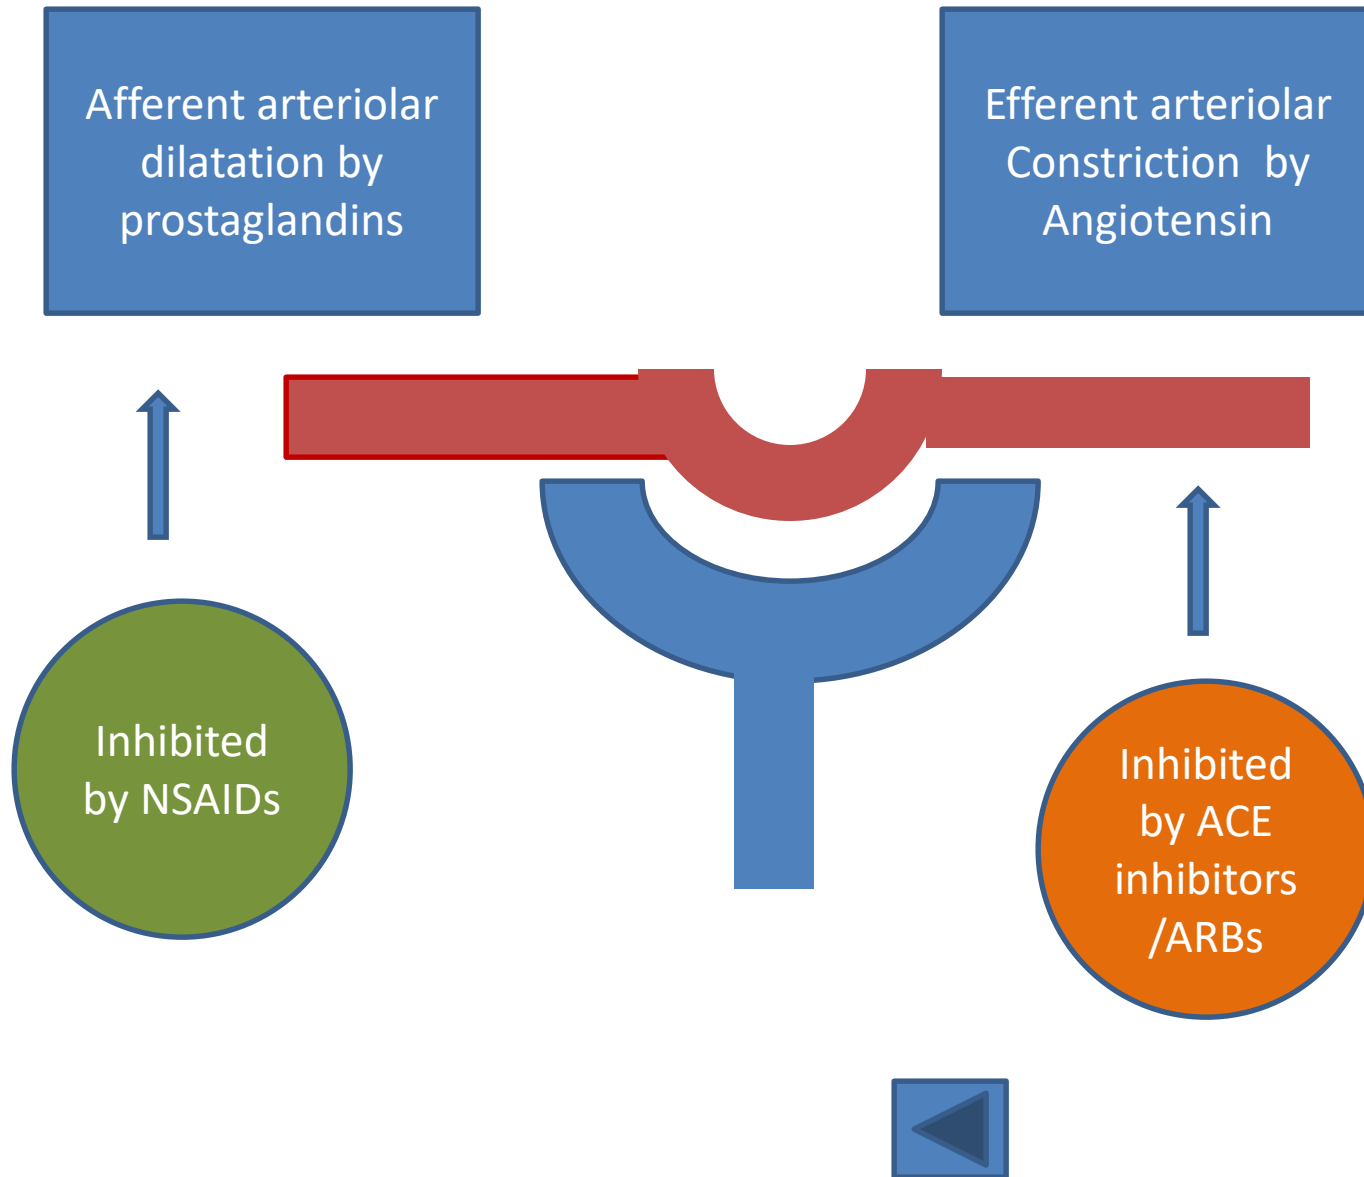 Afferent arteriolar
dilatation by
prostaglandins
Efferent arteriolar
Constriction  by
Angiotensin
Inhibited
by NSAIDs
Inhibited
by ACE
inhibitors
/ARBs